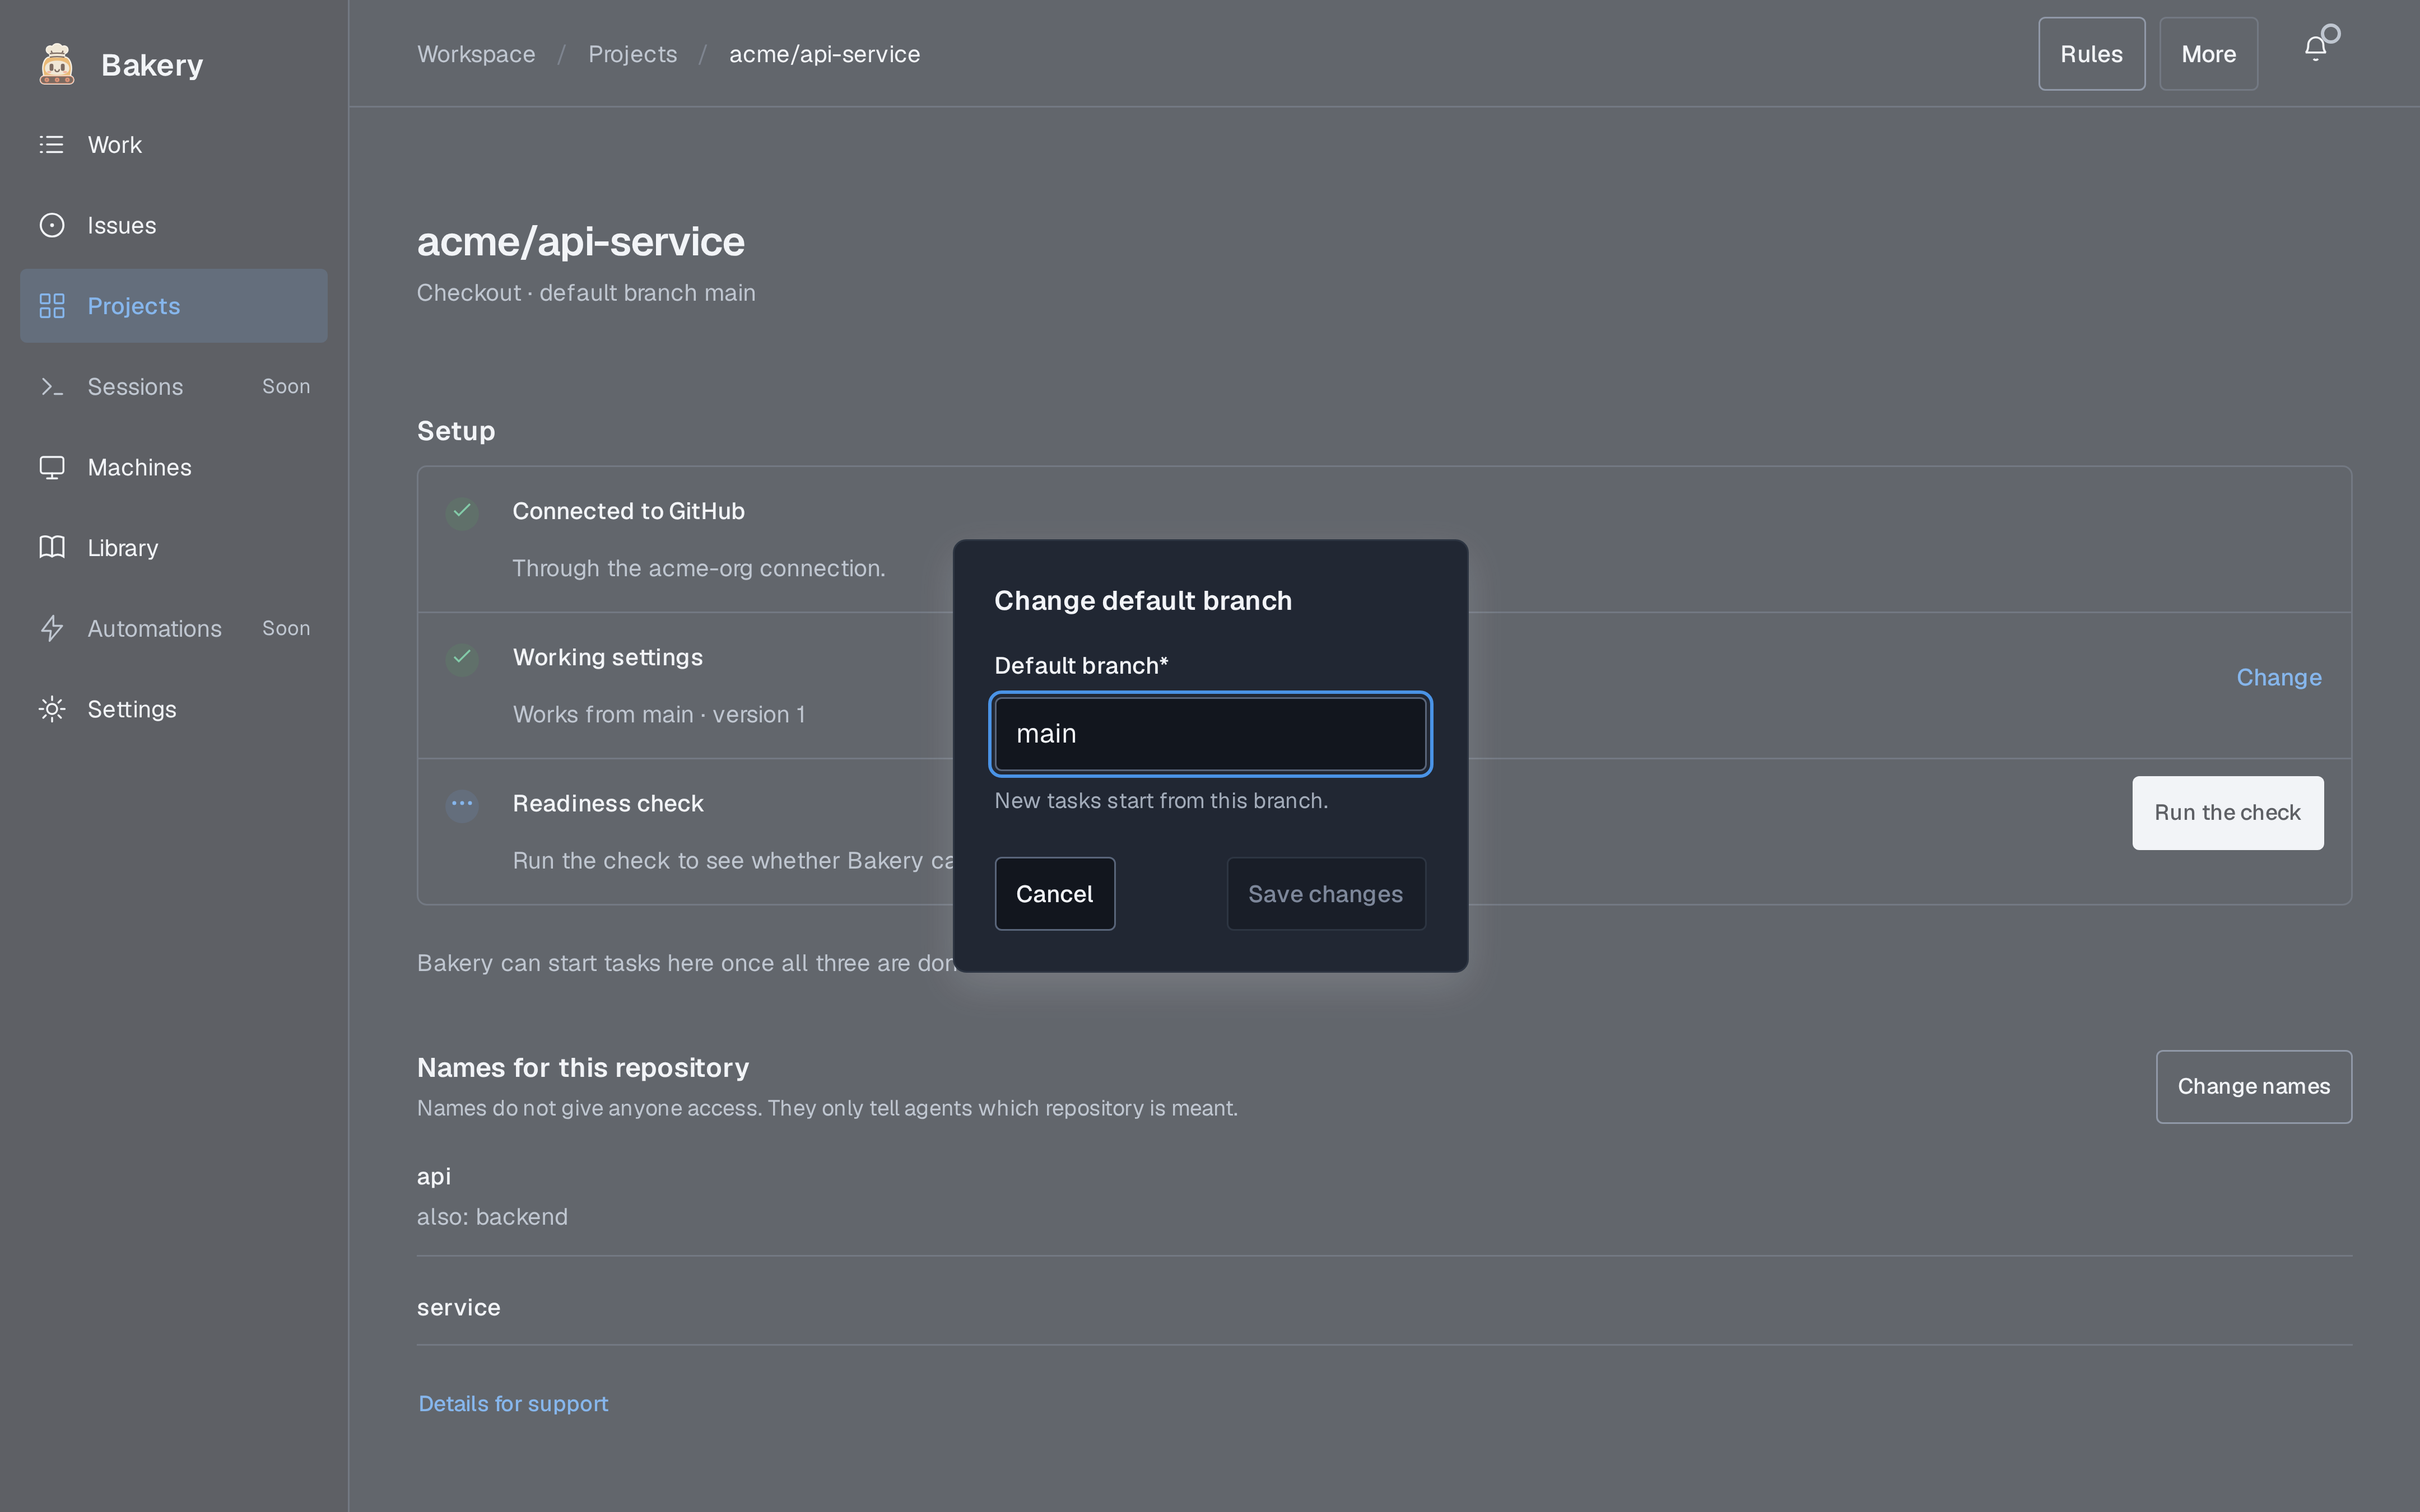 Bakery
Work
Issues
Projects
Sessions Soon
Machines
Library
Automations Soon
Settings
Workspace / Projects / acme/api-service
Rules
More
acme/api-service
Checkout · default branch main
Setup
Connected to GitHub
Through the acme-org connection.
Working settings
Works from main · version 1
Change
Readiness check
Run the check to see whether Bakery
Run the check
Bakery can start tasks here once all three are
Change default branch
Default branch*
main
New tasks start from this branch.
Cancel
Save changes
Names for this repository
Names do not give anyone access. They only tell agents which repository is meant.
Change names
api
also: backend
service
Details for support